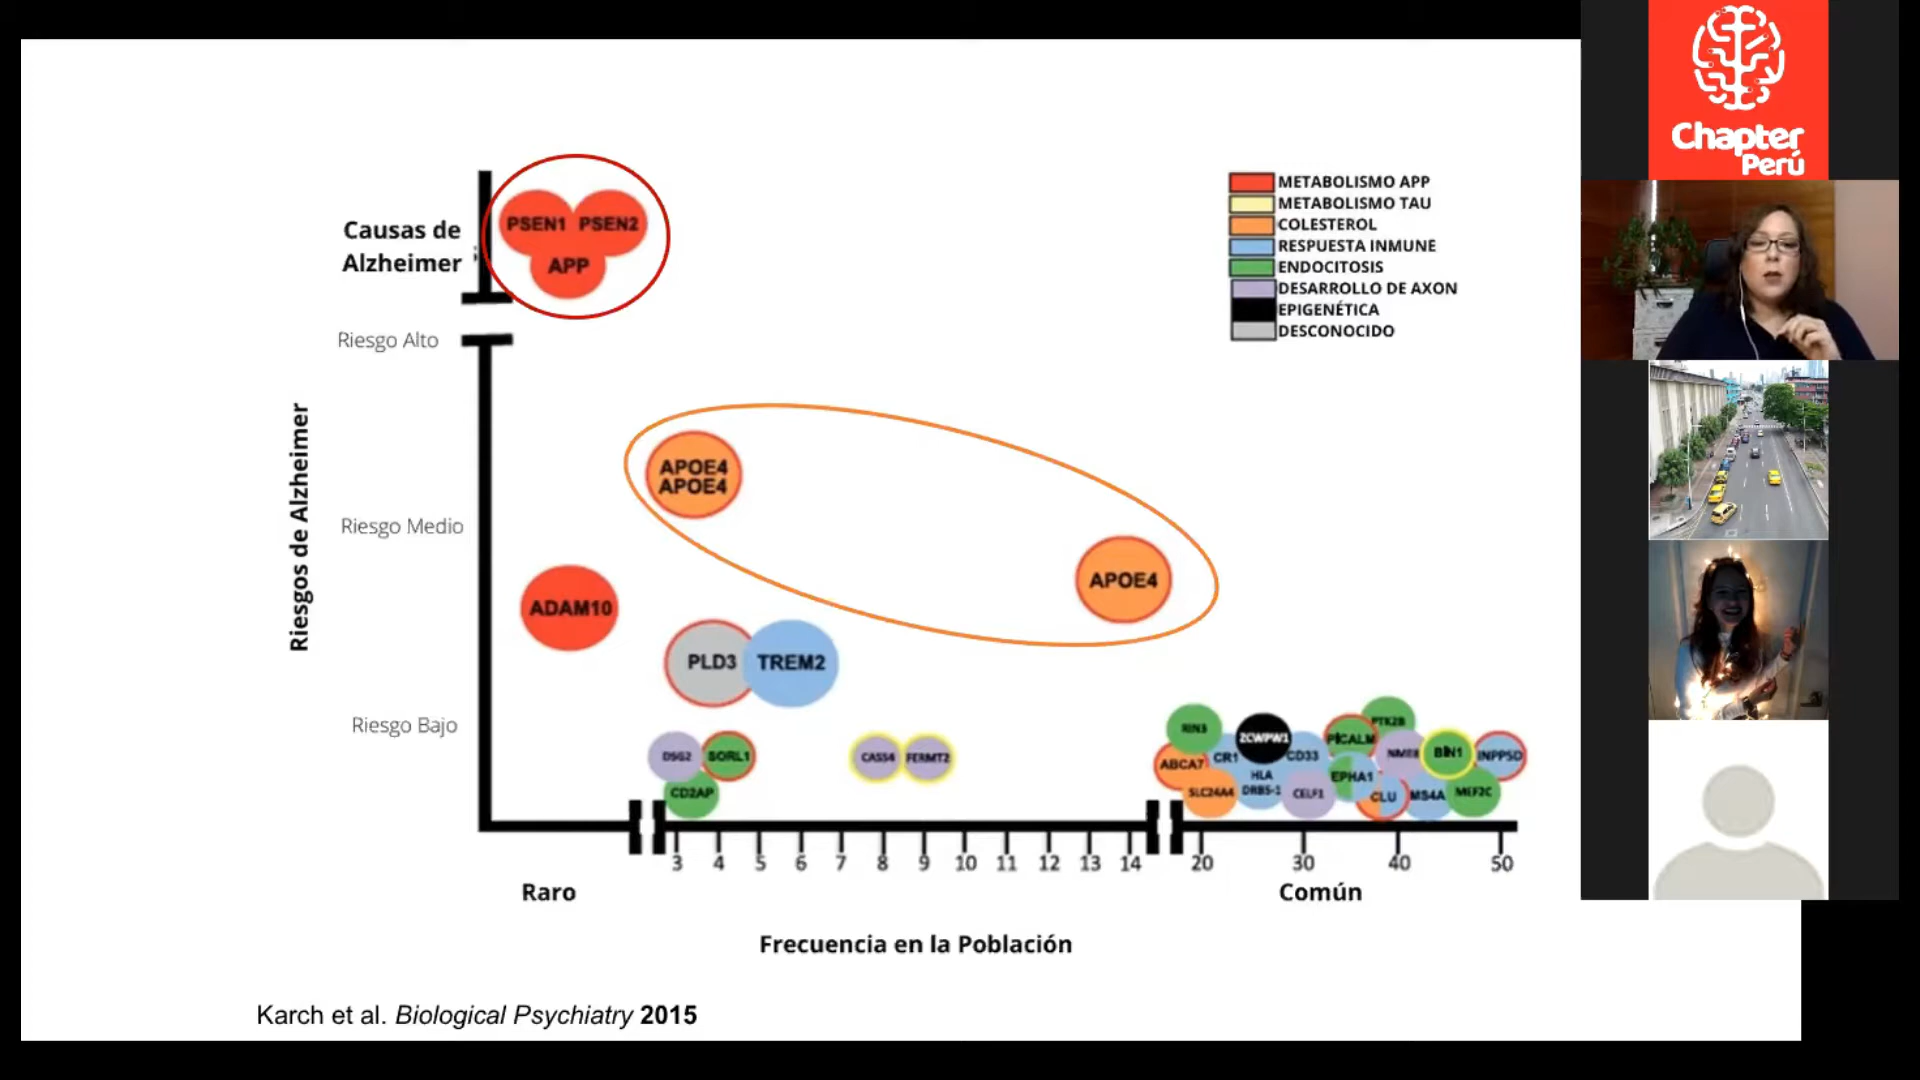 Causas de
Alzheimer
Riesgo Alto
Riesgo Medio
Riesgo Bajo
Riesgos de Alzheimer
PSEN1 PSEN2
APP
METABOLISMO APP
METABOLISMO TAU
COLESTEROL
RESPUESTA INMUNE
ENDOCITOSIS
DESARROLLO DE AXON
EPIGENÉTICA
DESCONOCIDO
APOE4
APOE4
APOE4
ADAM10
PLD3
TREM2
DSG2
SORL1
CD2AP
CASS4
FERMT2
RIN3
ZCWPW1
PICALM
PTK2B
ABCA7
CR1
CD33
NME8
BIN1
INPP5D
SLC24A4
HLA
DRB5-1
CELF1
EPHA1
CLU
MS4A
MEF2C
3 4 5 6 7 8 9 10 11 12 13 14 20 30 40 50
Raro
Común
Frecuencia en la Población
Karch et al. Biological Psychiatry 2015
Chapter
Perú